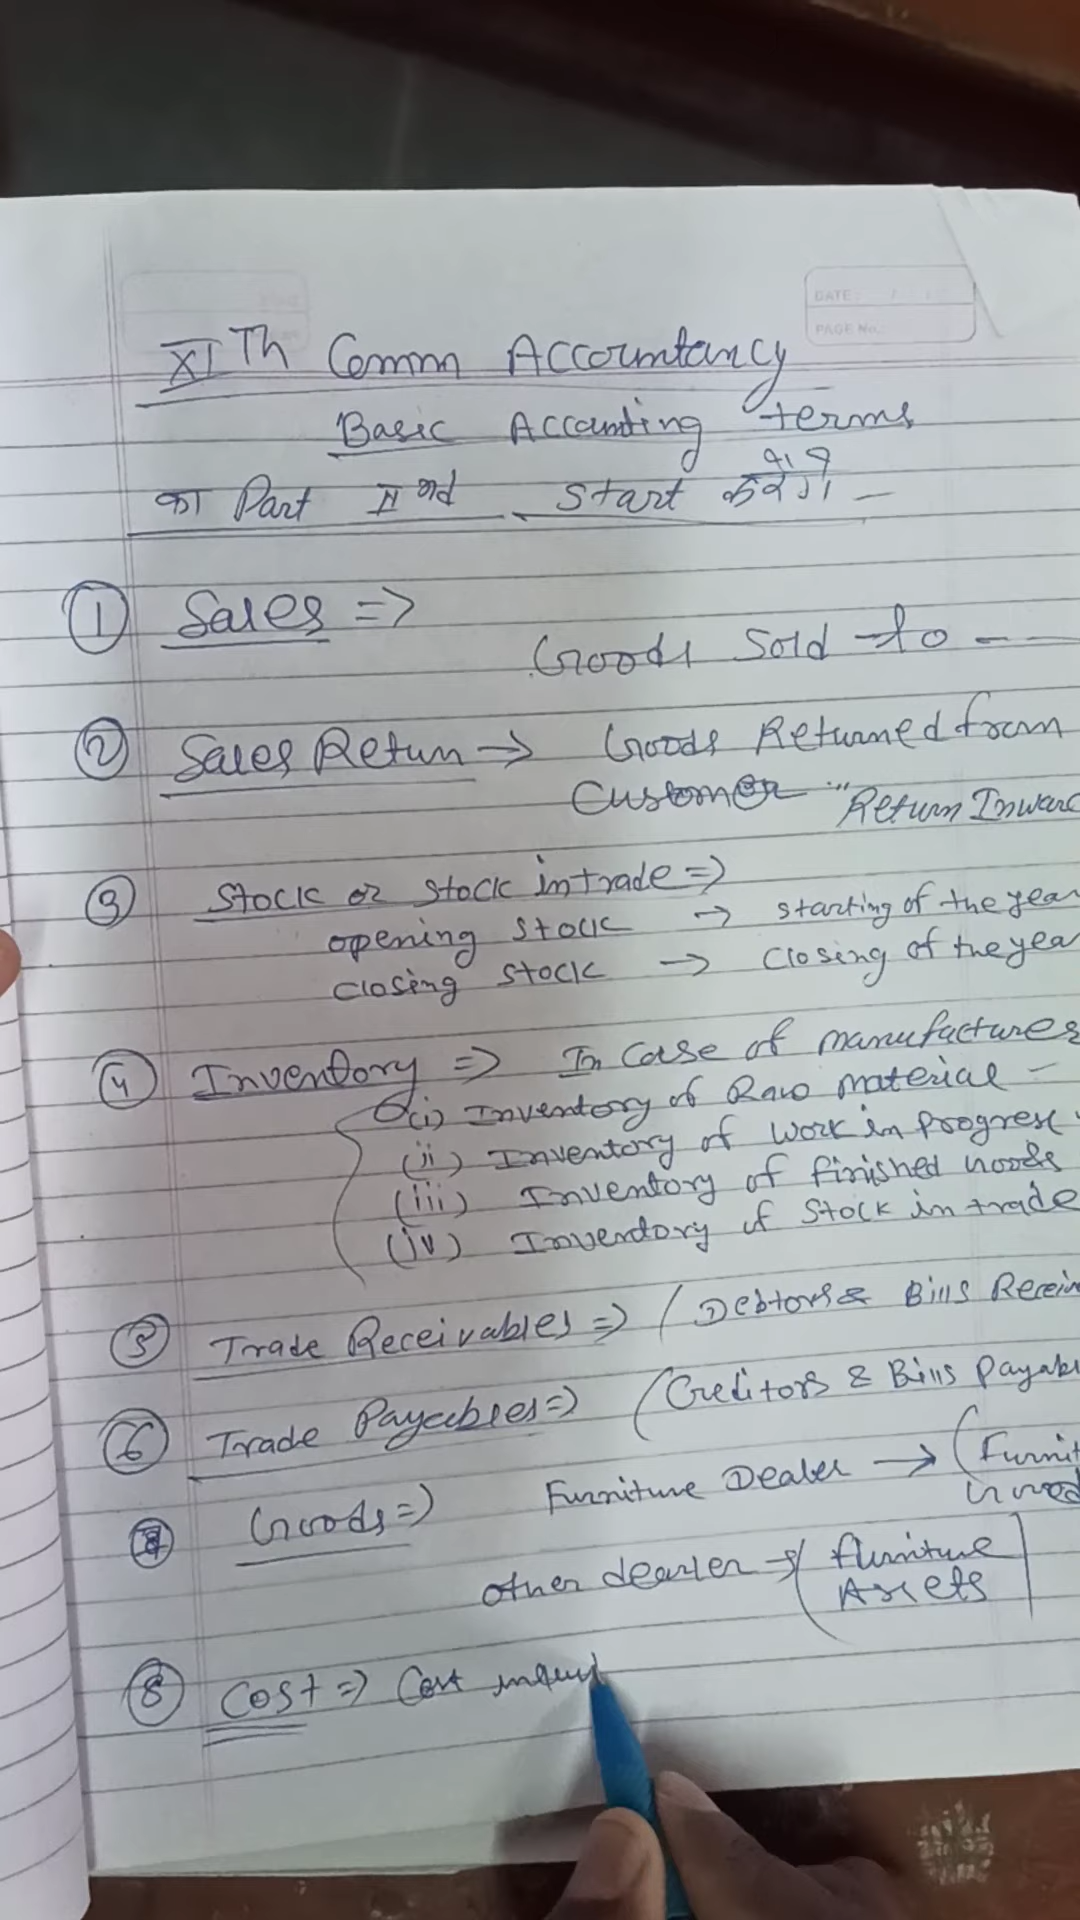 DATE: / /
PAGE No.:
XI Th Comm Accountancy
Basic Accounting terms
का Part II start करेंगे —
① Sales =>
Goods Sold to - —
② Sales Retun → Goods Returned from
Customer "Return Inward
③ Stock or Stock in trade =>
opening stock → starting of the year
closing stock → closing of the year
④ Inventory => In Case of manufactures
(i) Inventory of Raw material -
(ii) Inventory of work in progress
(iii) Inventory of finished Goods
(iv) Inventory of Stock in trade
⑤ Trade Receivables => (Debtors & Bills Receiv
⑥ Trade Payables => (Creditors & Bills Payabl
⑦ Goods => Furniture Dealer → (Furnit
Good
other dealer → (furniture
Assets
⑧ Cost => Cost